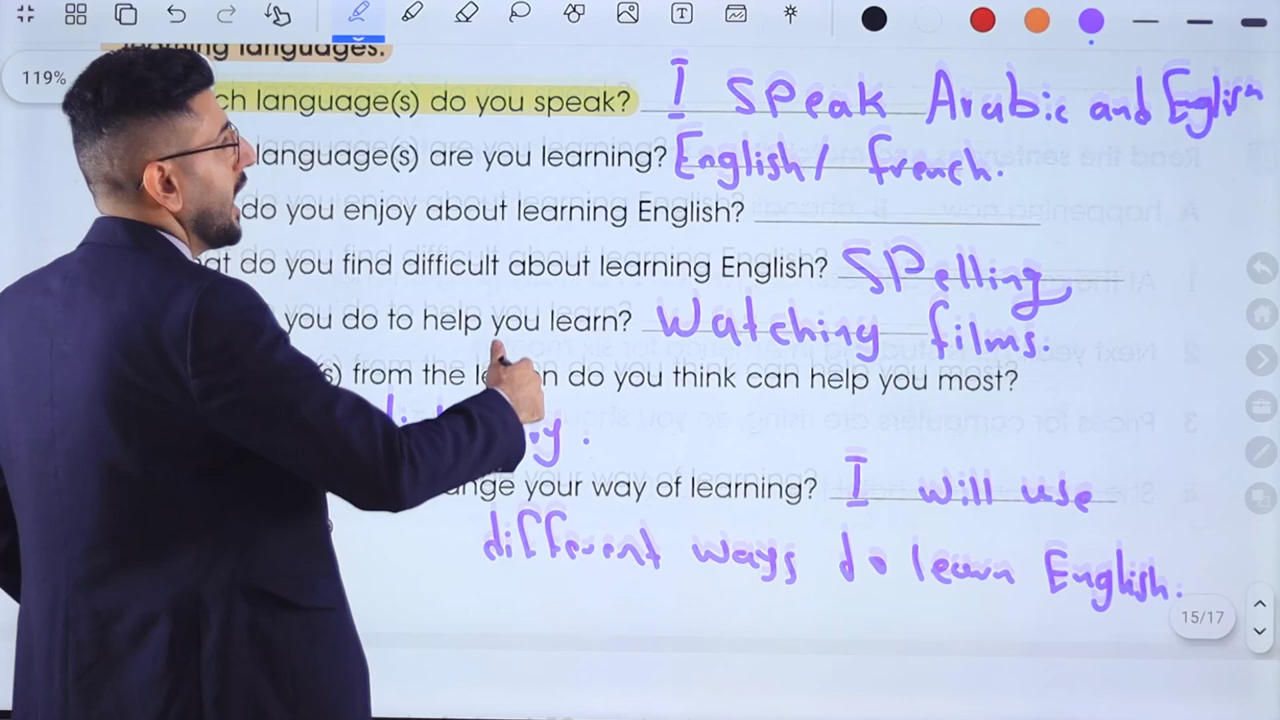 learning languages.
119%
ch language(s) do you speak? I speak Arabic and English
language(s) are you learning? English / french.
do you enjoy about learning English?
at do you find difficult about learning English? Spelling
you do to help you learn? Watching films.
s) from the le n do you think can help you most?
ange your way of learning? I will use
different ways to learn English.
15/17